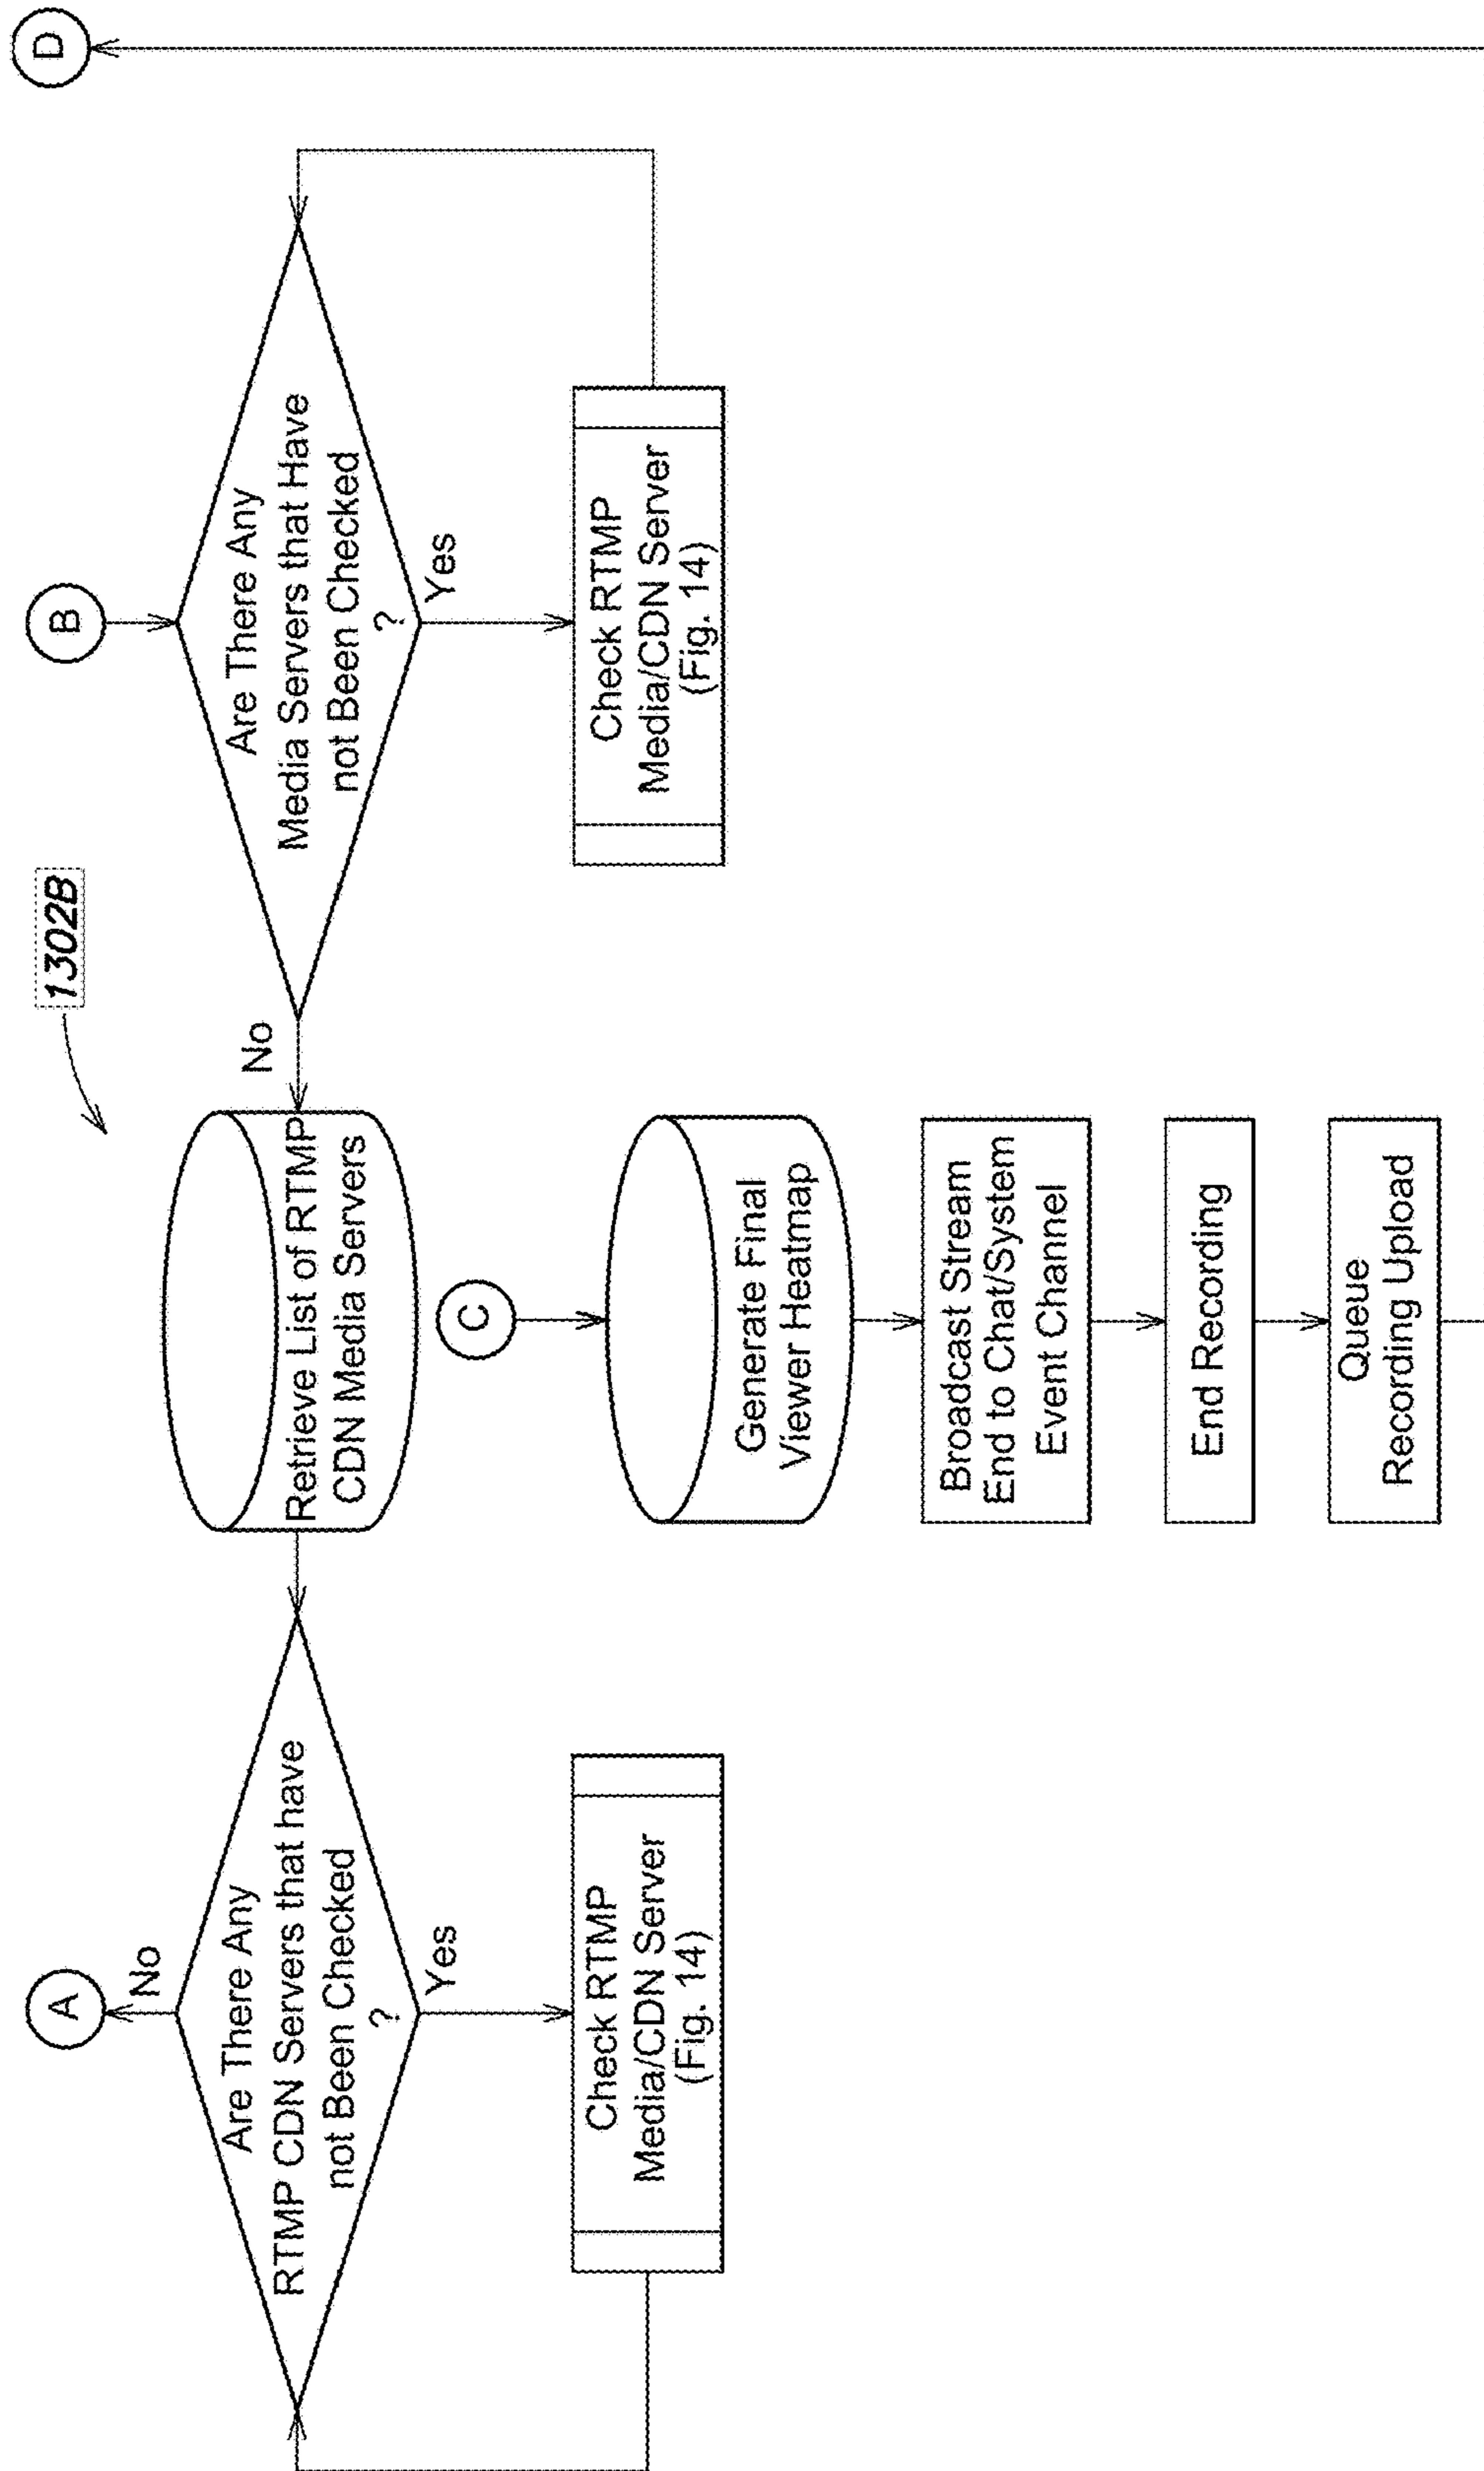 1302B
A
No
Are There Any
RTMP CDN Servers that have
not Been Checked
?
Yes
Check RTMP
Media/CDN Server
(Fig. 14)
Retrieve List of RTMP
CDN Media Servers
No
B
Are There Any
Media Servers that Have
not Been Checked
?
Yes
Check RTMP
Media/CDN Server
(Fig. 14)
C
Generate Final
Viewer Heatmap
Broadcast Stream
End to Chat/System
Event Channel
End Recording
Queue
Recording Upload
D